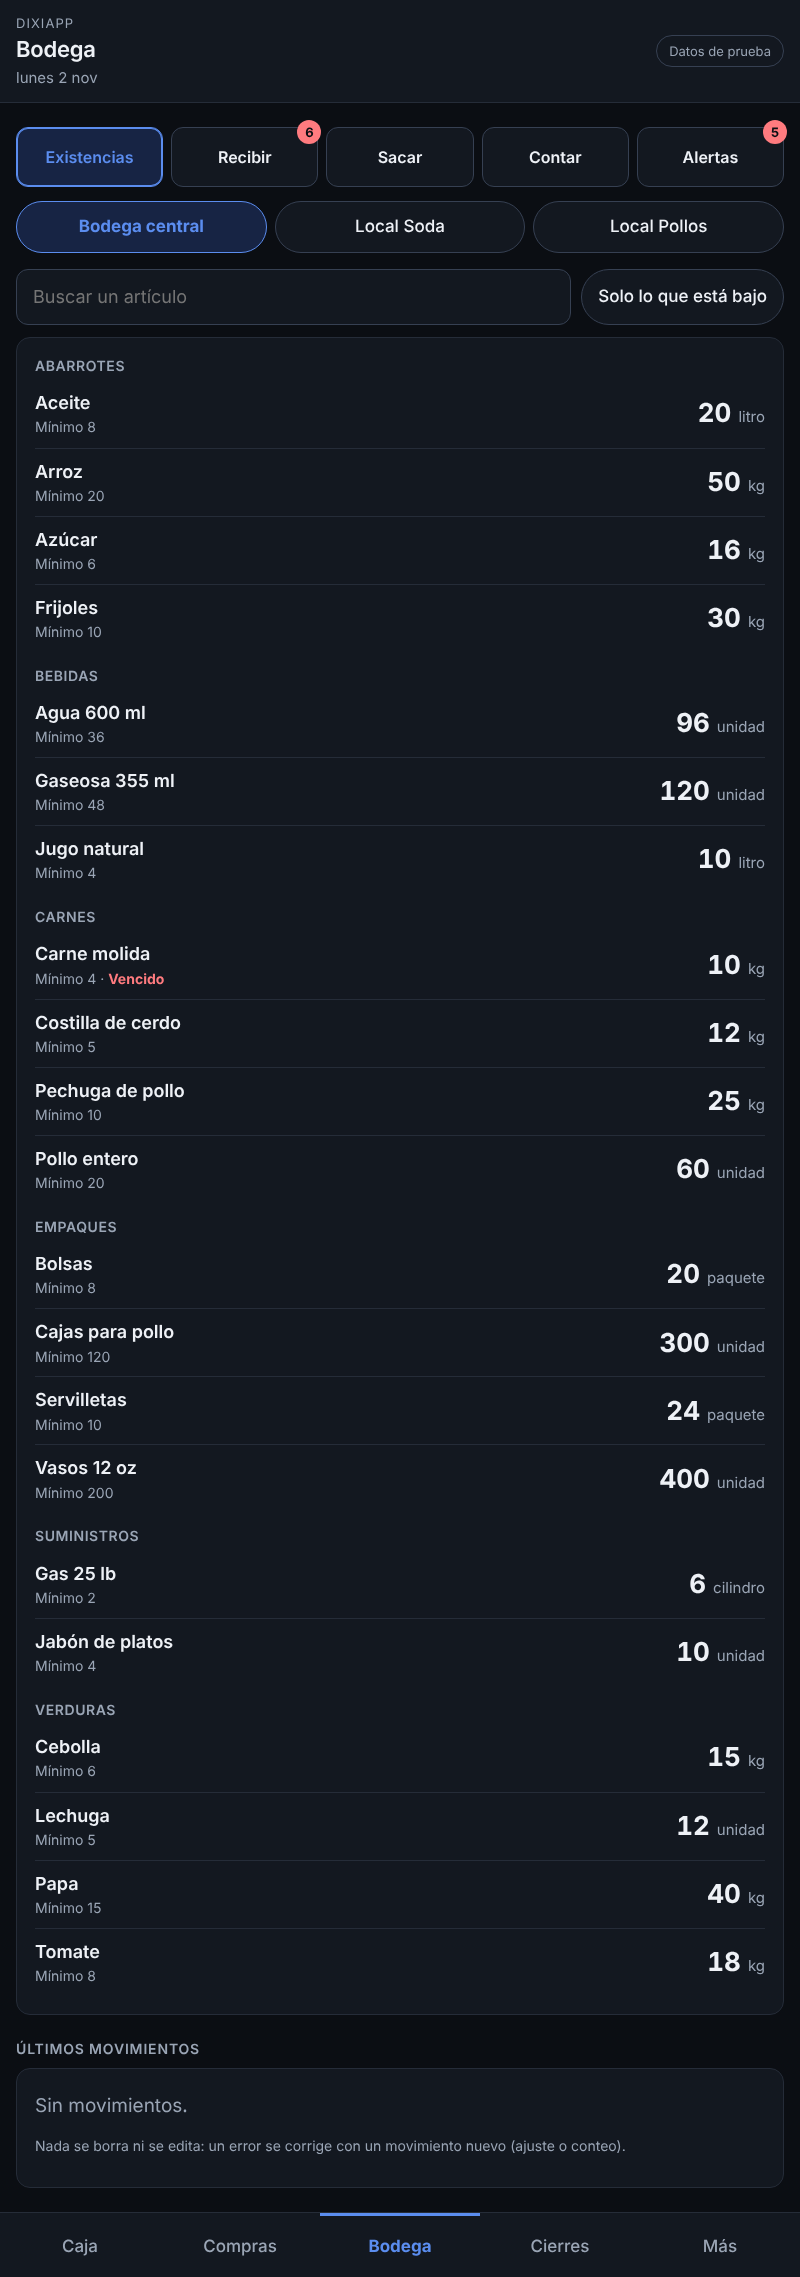 DIXIAPP
Bodega
lunes 2 nov
Datos de prueba
Existencias
Recibir
6
Sacar
Contar
Alertas
5
Bodega central
Local Soda
Local Pollos
Buscar un artículo
Solo lo que está bajo
ABARROTES
Aceite
Mínimo 8
20 litro
Arroz
Mínimo 20
50 kg
Azúcar
Mínimo 6
16 kg
Frijoles
Mínimo 10
30 kg
BEBIDAS
Agua 600 ml
Mínimo 36
96 unidad
Gaseosa 355 ml
Mínimo 48
120 unidad
Jugo natural
Mínimo 4
10 litro
CARNES
Carne molida
Mínimo 4 · Vencido
10 kg
Costilla de cerdo
Mínimo 5
12 kg
Pechuga de pollo
Mínimo 10
25 kg
Pollo entero
Mínimo 20
60 unidad
EMPAQUES
Bolsas
Mínimo 8
20 paquete
Cajas para pollo
Mínimo 120
300 unidad
Servilletas
Mínimo 10
24 paquete
Vasos 12 oz
Mínimo 200
400 unidad
SUMINISTROS
Gas 25 lb
Mínimo 2
6 cilindro
Jabón de platos
Mínimo 4
10 unidad
VERDURAS
Cebolla
Mínimo 6
15 kg
Lechuga
Mínimo 5
12 unidad
Papa
Mínimo 15
40 kg
Tomate
Mínimo 8
18 kg
ÚLTIMOS MOVIMIENTOS
Sin movimientos.
Nada se borra ni se edita: un error se corrige con un movimiento nuevo (ajuste o conteo).
Caja
Compras
Bodega
Cierres
Más